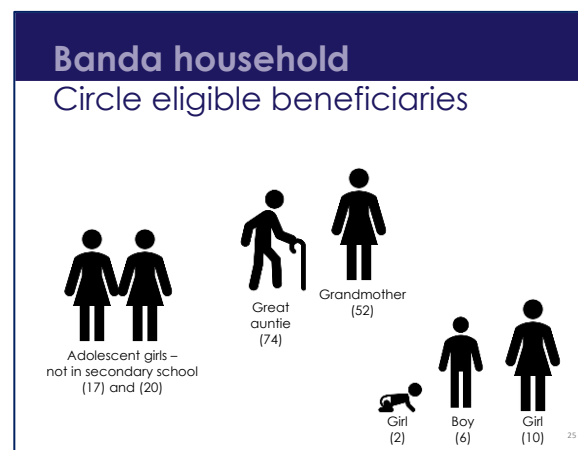 Banda household
Circle eligible beneficiaries
Great
auntie
(74)
Grandmother
(52)
Adolescent girls –
not in secondary school
(17) and (20)
Girl
(2)
Boy
(6)
Girl
(10)
25